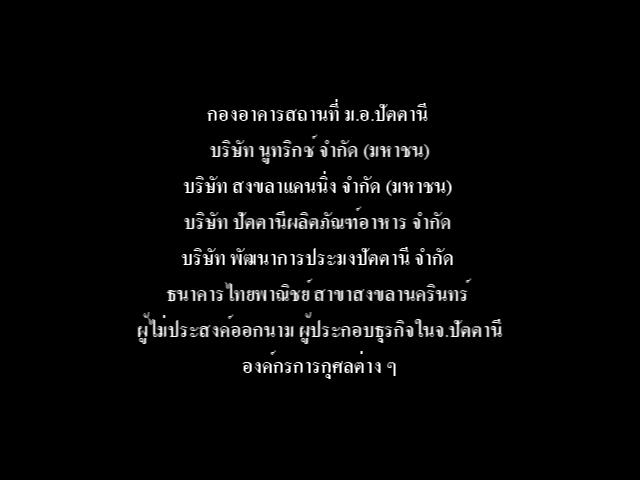 กองอาคารสถานที่ ม.อ.ปัตตานี
บริษัท นูทริกซ์ จำกัด (มหาชน)
บริษัท สงขลาแคนนิ่ง จำกัด (มหาชน)
บริษัท ปัตตานีผลิตภัณฑ์อาหาร จำกัด
บริษัท พัฒนาการประมงปัตตานี จำกัด
ธนาคารไทยพาณิชย์ สาขาสงขลานครินทร์
ผู้ไม่ประสงค์ออกนาม ผู้ประกอบธุรกิจในจ.ปัตตานี
องค์กรการกุศลต่าง ๆ